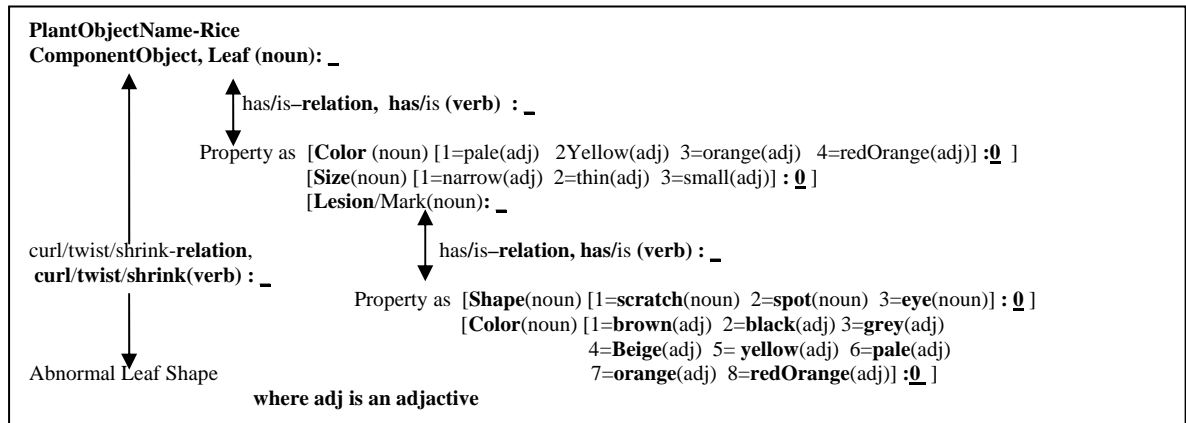 PlantObjectName-Rice
ComponentObject, Leaf (noun): _
has/is–relation, has/is (verb) : _
Property as [Color (noun) [1=pale(adj) 2Yellow(adj) 3=orange(adj) 4=redOrange(adj)] :0 ]
[Size(noun) [1=narrow(adj) 2=thin(adj) 3=small(adj)] : 0 ]
[Lesion/Mark(noun): _
curl/twist/shrink-relation, has/is–relation, has/is (verb) : _
curl/twist/shrink(verb) : _
Property as [Shape(noun) [1=scratch(noun) 2=spot(noun) 3=eye(noun)] : 0 ]
[Color(noun) [1=brown(adj) 2=black(adj) 3=grey(adj)
4=Beige(adj) 5= yellow(adj) 6=pale(adj)
Abnormal Leaf Shape 7=orange(adj) 8=redOrange(adj)] :0 ]
where adj is an adjactive